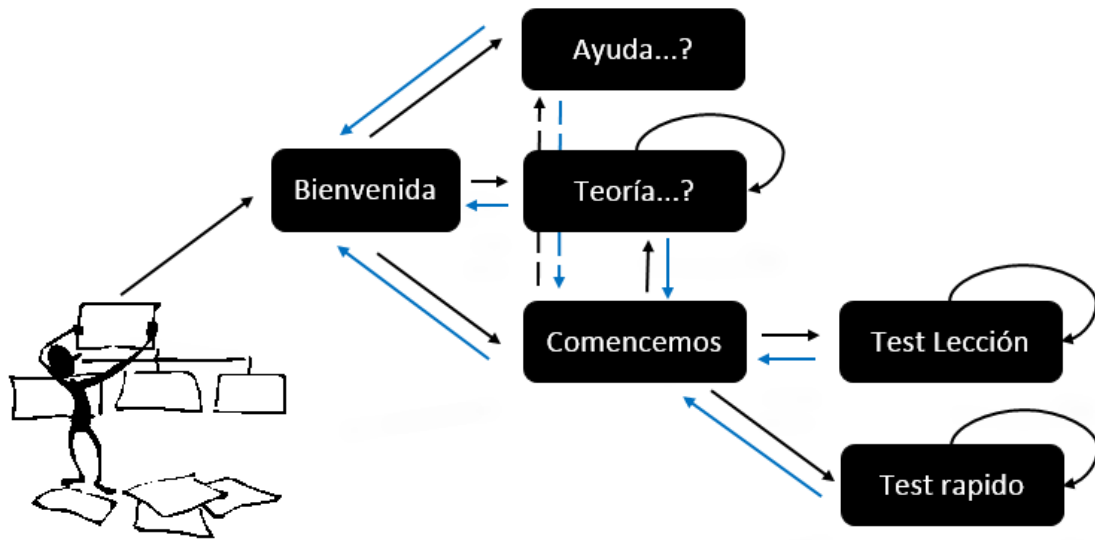 Ayuda...?
Bienvenida
Teoría...?
Comencemos
Test Lección
Test rapido